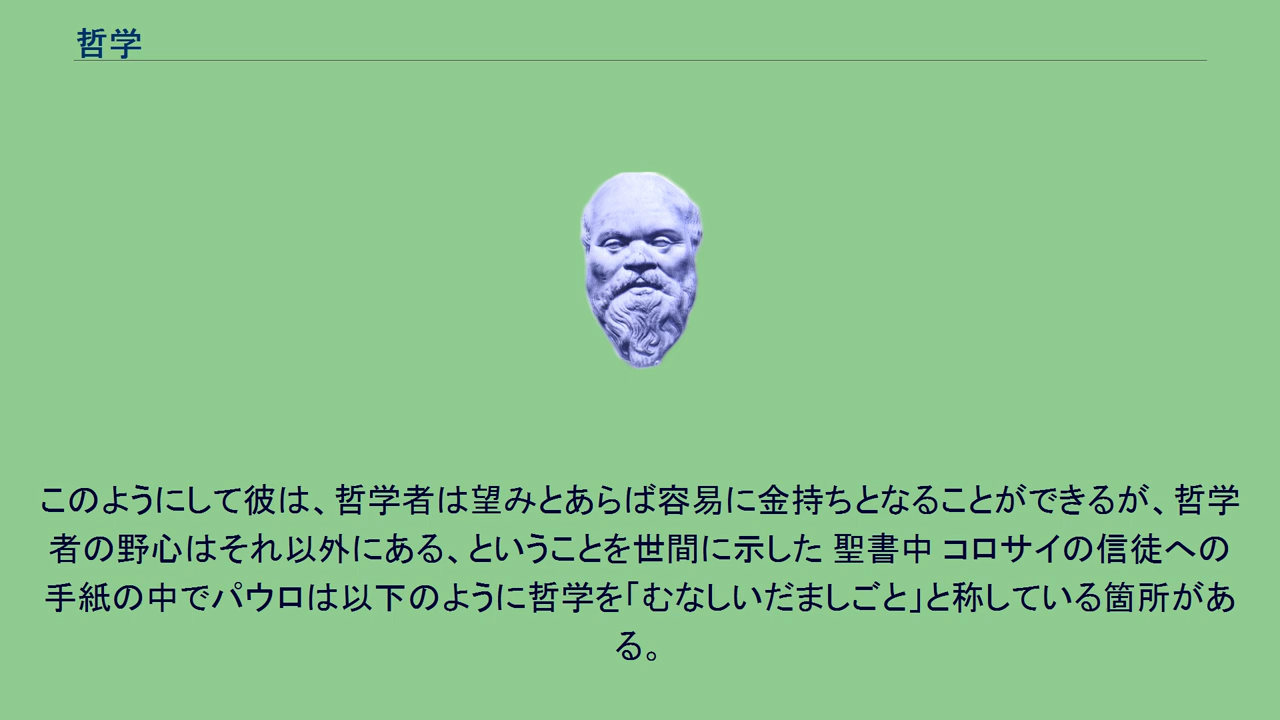 哲学
このようにして彼は、哲学者は望みとあらば容易に金持ちとなることができるが、哲学
者の野心はそれ以外にある、ということを世間に示した 聖書中 コロサイの信徒への
手紙の中でパウロは以下のように哲学を「むなしいだましごと」と称している箇所があ
る。